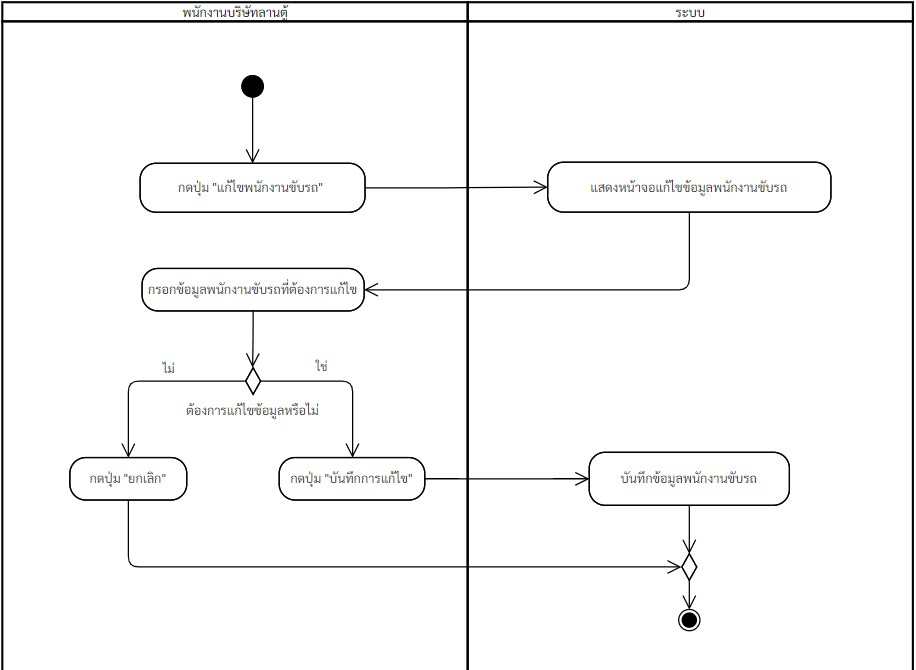 พนักงานบริษัทลานตู้
ระบบ
กดปุ่ม "แก้ไขพนักงานขับรถ"
แสดงหน้าจอแก้ไขข้อมูลพนักงานขับรถ
กรอกข้อมูลพนักงานขับรถที่ต้องการแก้ไข
ไม่
ใช่
ต้องการแก้ไขข้อมูลหรือไม่
กดปุ่ม "ยกเลิก"
กดปุ่ม "บันทึกการแก้ไข"
บันทึกข้อมูลพนักงานขับรถ